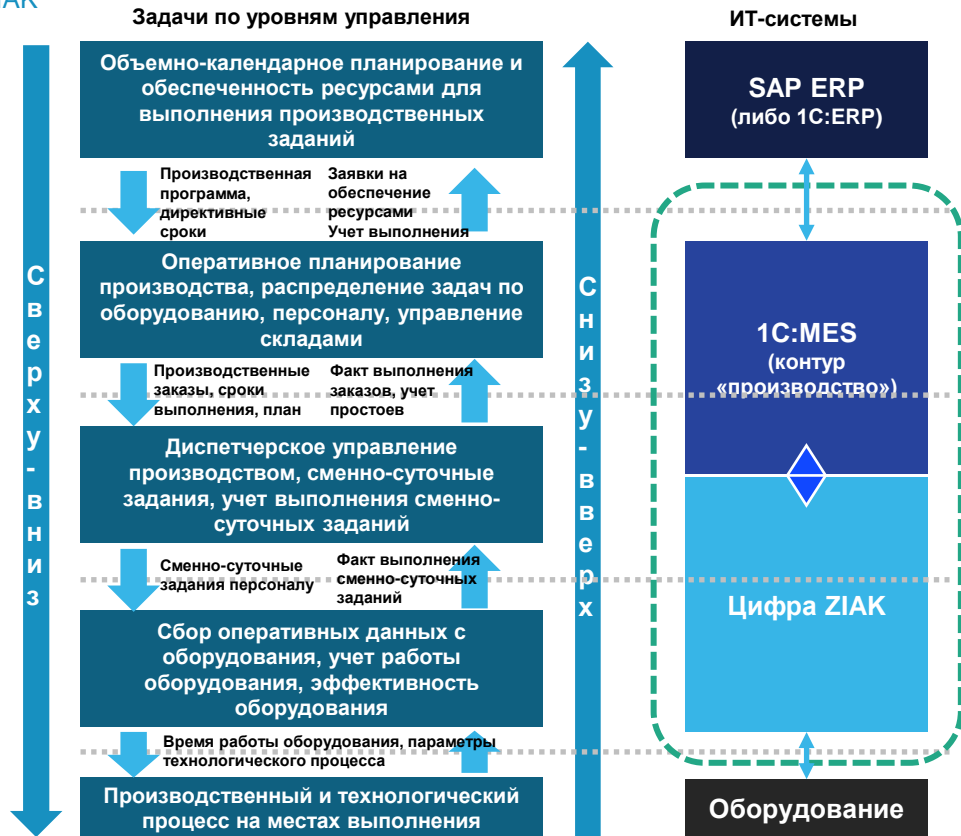 Задачи по уровням управления
ИТ-системы
Объемно-календарное планирование и
обеспеченность ресурсами для
выполнения производственных
заданий
SAP ERP
(либо 1С:ERP)
Производственная
программа,
директивные
сроки
Заявки на
обеспечение
ресурсами
Учет выполнения
Сверху-вниз
Снизу-вверх
Оперативное планирование
производства, распределение задач по
оборудованию, персоналу, управление
складами
1С:MES
(контур
«производство»)
Производственные
заказы, сроки
выполнения, план
Факт выполнения
заказов, учет
простоев
Диспетчерское управление
производством, сменно-суточные
задания, учет выполнения сменно-
суточных заданий
Сменно-суточные
задания персоналу
Факт выполнения
сменно-суточных
заданий
Цифра ZIAK
Сбор оперативных данных с
оборудования, учет работы
оборудования, эффективность
оборудования
Время работы оборудования, параметры
технологического процесса
Производственный и технологический
процесс на местах выполнения
Оборудование